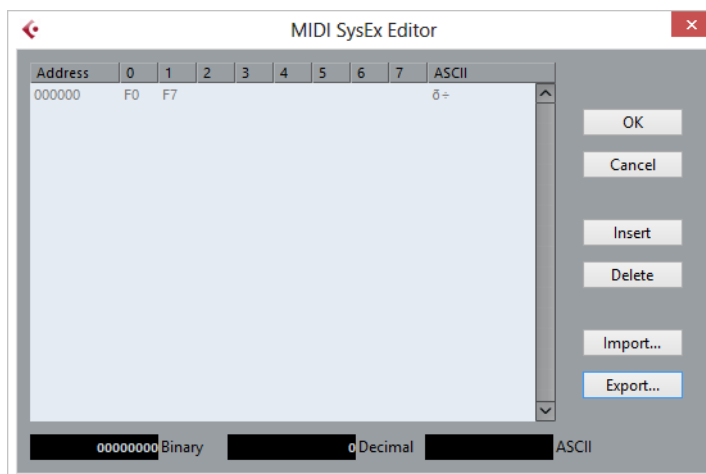 MIDI SysEx Editor
Address 0 1 2 3 4 5 6 7 ASCII
000000 F0 F7 ð÷
OK
Cancel
Insert
Delete
Import...
Export...
00000000 Binary 0 Decimal ASCII